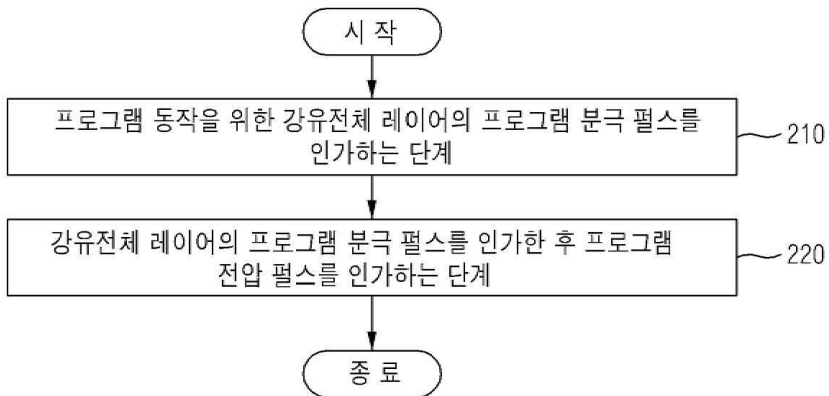 시 작
프로그램 동작을 위한 강유전체 레이어의 프로그램 분극 펄스를
인가하는 단계
210
강유전체 레이어의 프로그램 분극 펄스를 인가한 후 프로그램
전압 펄스를 인가하는 단계
220
종 료